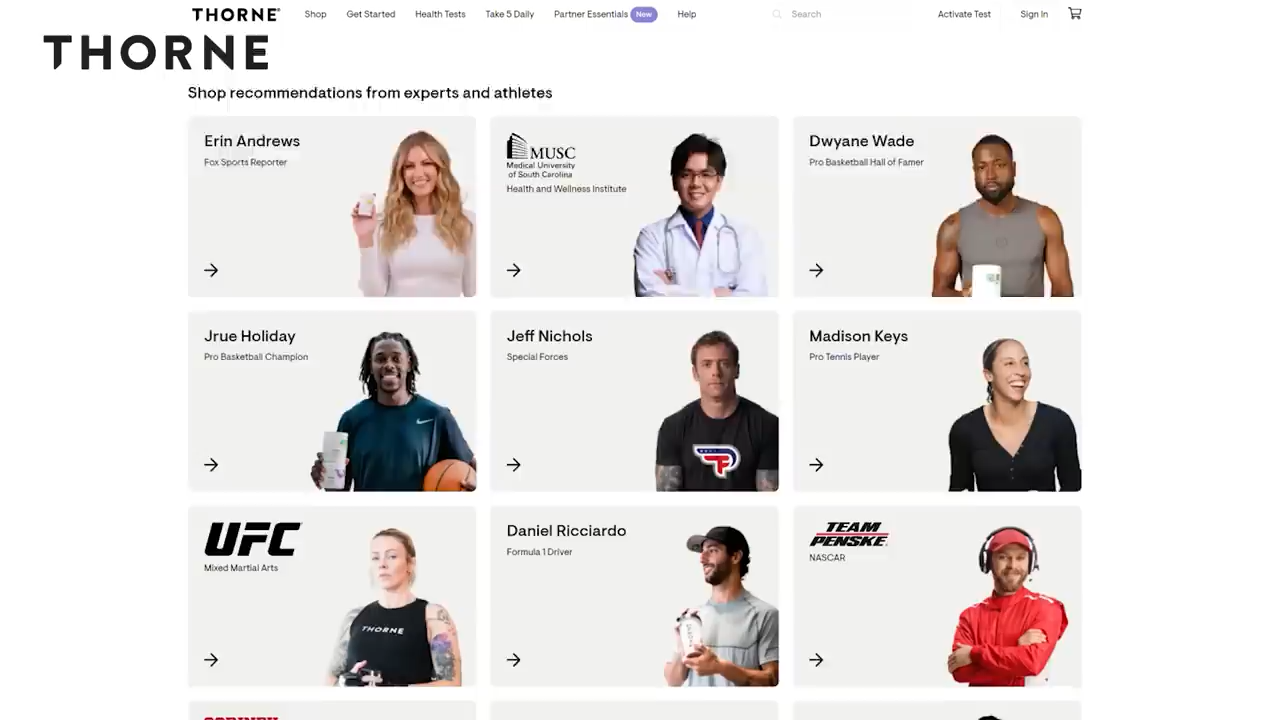 THORNE®
Shop
Get Started
Health Tests
Take 5 Daily
Partner Essentials New
Help
Search
Activate Test
Sign In
THORNE
Shop recommendations from experts and athletes
Erin Andrews
Fox Sports Reporter
MUSC
Medical University
of South Carolina
Health and Wellness Institute
Dwyane Wade
Pro Basketball Hall of Famer
Jrue Holiday
Pro Basketball Champion
Jeff Nichols
Special Forces
Madison Keys
Pro Tennis Player
UFC
Mixed Martial Arts
THORNE
Daniel Ricciardo
Formula 1 Driver
TEAM
PENSKE
NASCAR